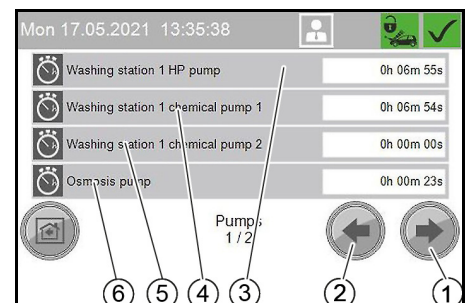 Mon 17.05.2021 13:35:38
Washing station 1 HP pump 0h 06m 55s
Washing station 1 chemical pump 1 0h 06m 54s
Washing station 1 chemical pump 2 0h 00m 00s
Osmosis pump 0h 00m 23s
Pumps
1 / 2
6 5 4 3 2 1